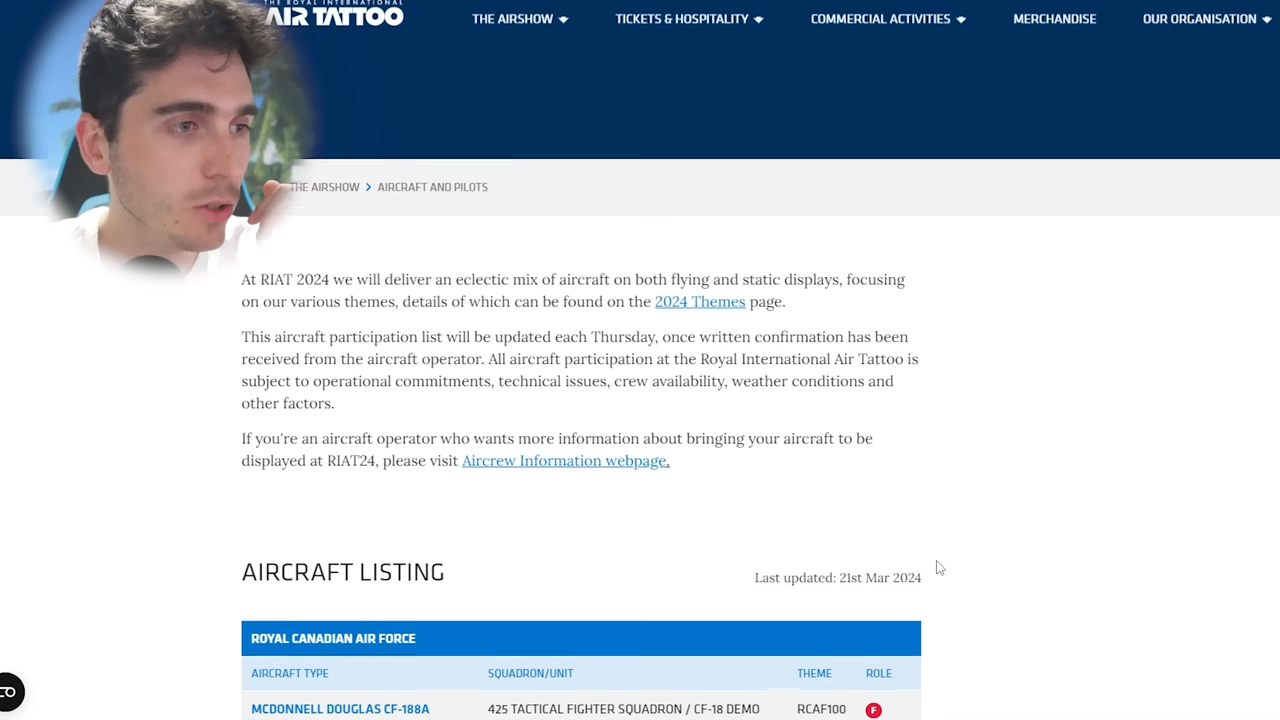 THE ROYAL INTERNATIONAL
AIR TATTOO
THE AIRSHOW TICKETS & HOSPITALITY COMMERCIAL ACTIVITIES MERCHANDISE OUR ORGANISATION
THE AIRSHOW > AIRCRAFT AND PILOTS
At RIAT 2024 we will deliver an eclectic mix of aircraft on both flying and static displays, focusing
on our various themes, details of which can be found on the 2024 Themes page.
This aircraft participation list will be updated each Thursday, once written confirmation has been
received from the aircraft operator. All aircraft participation at the Royal International Air Tattoo is
subject to operational commitments, technical issues, crew availability, weather conditions and
other factors.
If you're an aircraft operator who wants more information about bringing your aircraft to be
displayed at RIAT24, please visit Aircrew Information webpage.
AIRCRAFT LISTING
Last updated: 21st Mar 2024
ROYAL CANADIAN AIR FORCE
AIRCRAFT TYPE SQUADRON/UNIT THEME ROLE
MCDONNELL DOUGLAS CF-188A 425 TACTICAL FIGHTER SQUADRON / CF-18 DEMO RCAF100 F